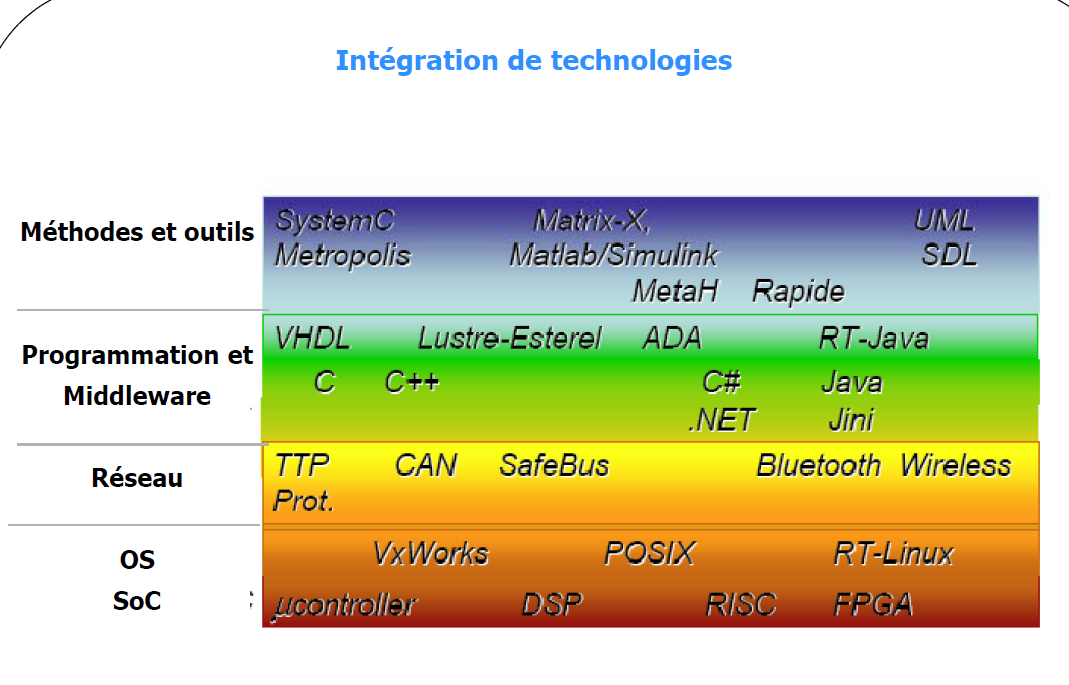 Intégration de technologies
Méthodes et outils
SystemC Matrix-X, UML
Metropolis Matlab/Simulink SDL
MetaH Rapide
Programmation et
Middleware
VHDL Lustre-Esterel ADA RT-Java
C C++ C# Java
.NET Jini
Réseau
TTP CAN SafeBus Bluetooth Wireless
Prot.
OS
VxWorks POSIX RT-Linux
SoC
µcontroller DSP RISC FPGA